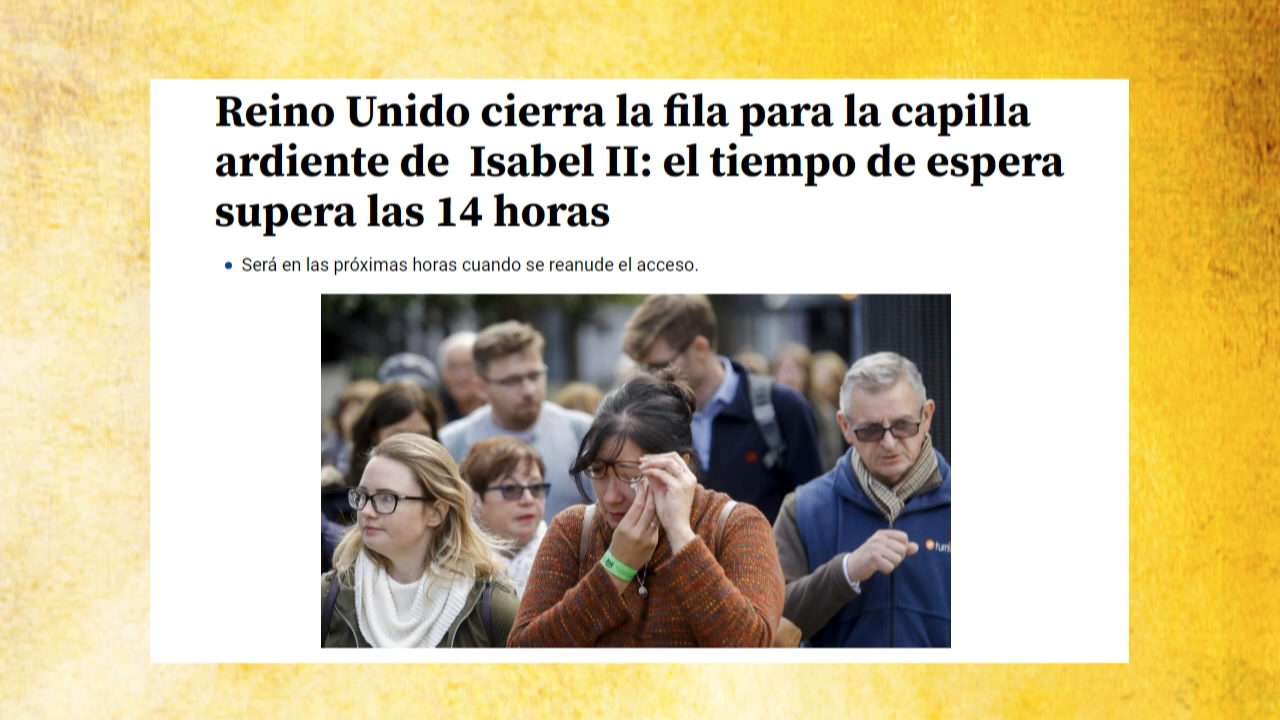 Reino Unido cierra la fila para la capilla
ardiente de  Isabel II: el tiempo de espera
supera las 14 horas
Será en las próximas horas cuando se reanude el acceso.